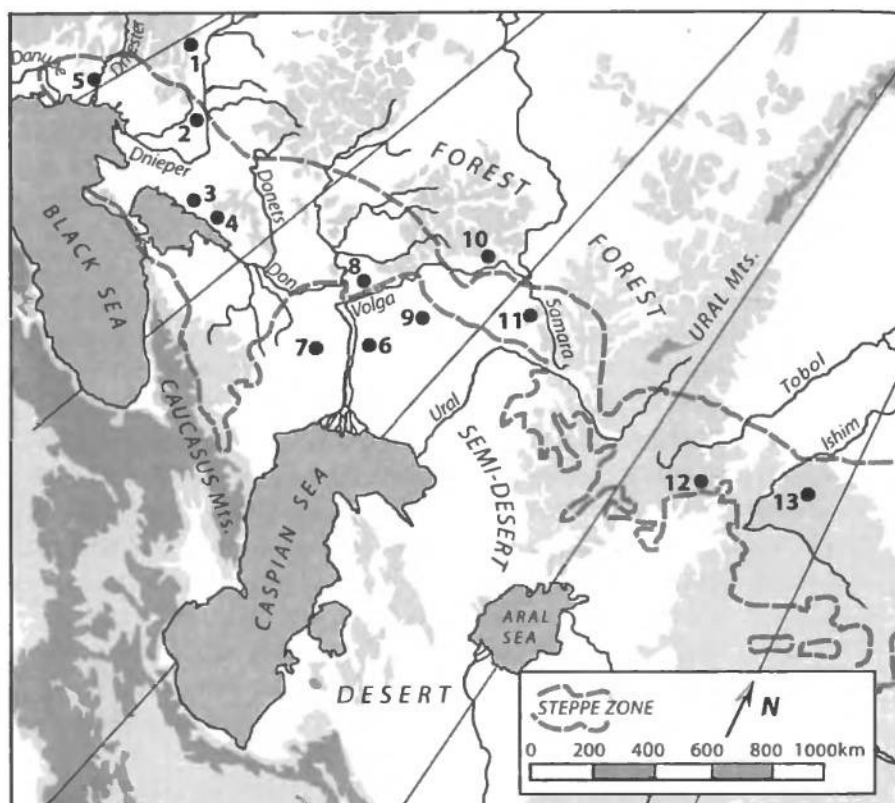 Danube
Dniester
1
5
2
Dnieper
Donets
FOREST
3
4
BLACK SEA
10
FOREST
8
Don
Volga
9
11
Samara
URAL Mts.
7
6
Tobol
CAUCASUS Mts.
Ural
SEMI-DESERT
Ishim
12
13
CASPIAN SEA
ARAL
SEA
DESERT
STEPPE ZONE
N
0 200 400 600 800 1000km